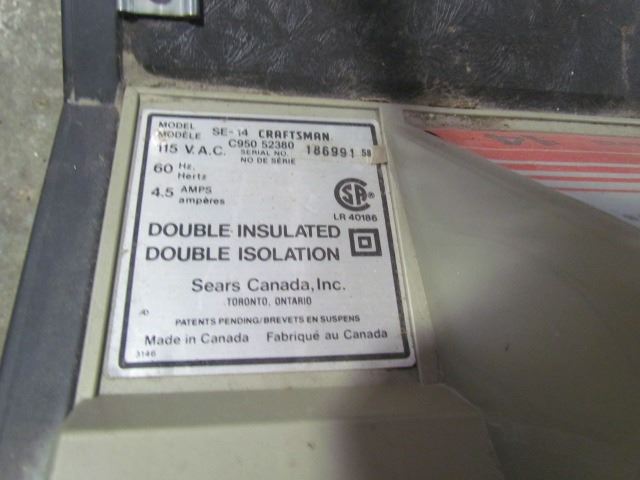 MODEL
MODÈLE SE-14 CRAFTSMAN
C950 52380
115 V.A.C. SERIAL NO. 186991 58
NO DE SÉRIE
60 Hz.
Hertz
4.5 AMPS
ampères
LR 40186
DOUBLE INSULATED
DOUBLE ISOLATION
Sears Canada, Inc.
TORONTO, ONTARIO
PATENTS PENDING/BREVETS EN SUSPENS
Made in Canada Fabriqué au Canada
3146